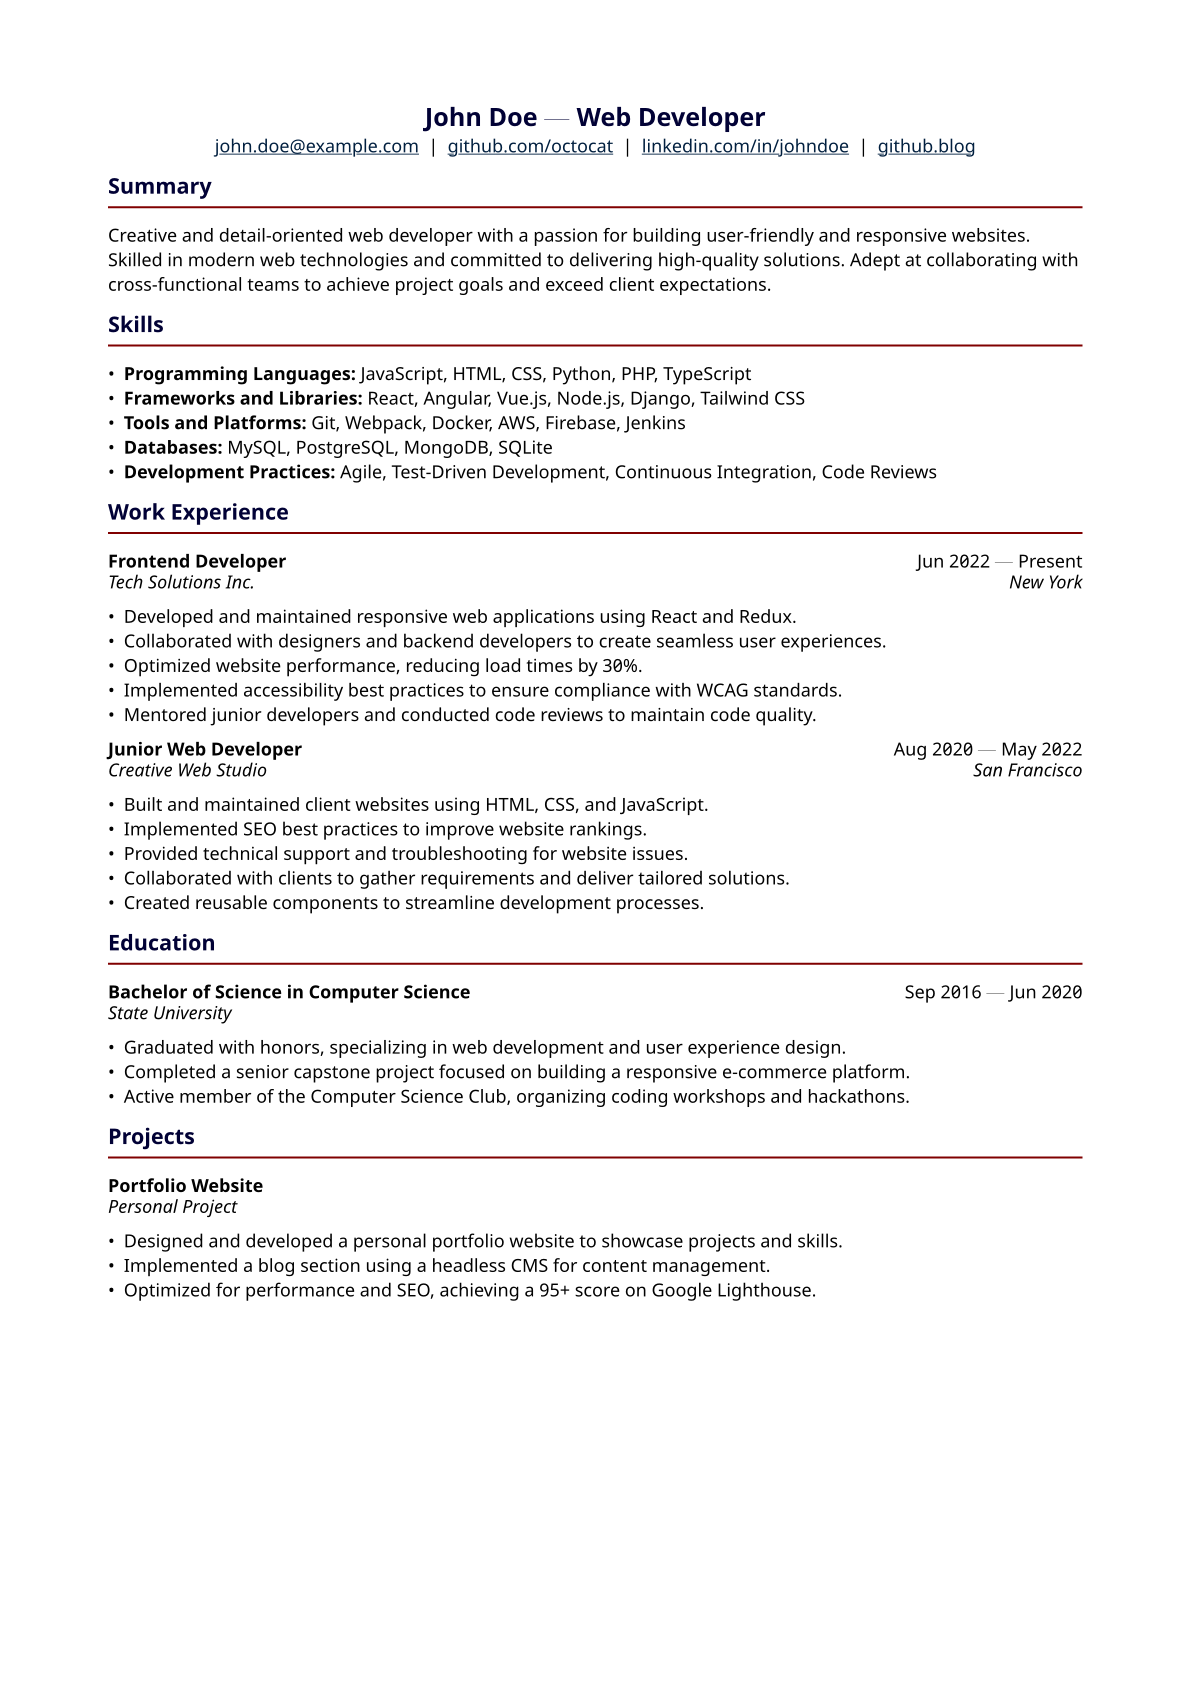 John Doe — Web Developer
john.doe@example.com | github.com/octocat | linkedin.com/in/johndoe | github.blog
Summary
Creative and detail-oriented web developer with a passion for building user-friendly and responsive websites.
Skilled in modern web technologies and committed to delivering high-quality solutions. Adept at collaborating with
cross-functional teams to achieve project goals and exceed client expectations.
Skills
• Programming Languages: JavaScript, HTML, CSS, Python, PHP, TypeScript
• Frameworks and Libraries: React, Angular, Vue.js, Node.js, Django, Tailwind CSS
• Tools and Platforms: Git, Webpack, Docker, AWS, Firebase, Jenkins
• Databases: MySQL, PostgreSQL, MongoDB, SQLite
• Development Practices: Agile, Test-Driven Development, Continuous Integration, Code Reviews
Work Experience
Frontend Developer Jun 2022 — Present
Tech Solutions Inc. New York
• Developed and maintained responsive web applications using React and Redux.
• Collaborated with designers and backend developers to create seamless user experiences.
• Optimized website performance, reducing load times by 30%.
• Implemented accessibility best practices to ensure compliance with WCAG standards.
• Mentored junior developers and conducted code reviews to maintain code quality.
Junior Web Developer Aug 2020 — May 2022
Creative Web Studio San Francisco
• Built and maintained client websites using HTML, CSS, and JavaScript.
• Implemented SEO best practices to improve website rankings.
• Provided technical support and troubleshooting for website issues.
• Collaborated with clients to gather requirements and deliver tailored solutions.
• Created reusable components to streamline development processes.
Education
Bachelor of Science in Computer Science Sep 2016 — Jun 2020
State University
• Graduated with honors, specializing in web development and user experience design.
• Completed a senior capstone project focused on building a responsive e-commerce platform.
• Active member of the Computer Science Club, organizing coding workshops and hackathons.
Projects
Portfolio Website
Personal Project
• Designed and developed a personal portfolio website to showcase projects and skills.
• Implemented a blog section using a headless CMS for content management.
• Optimized for performance and SEO, achieving a 95+ score on Google Lighthouse.